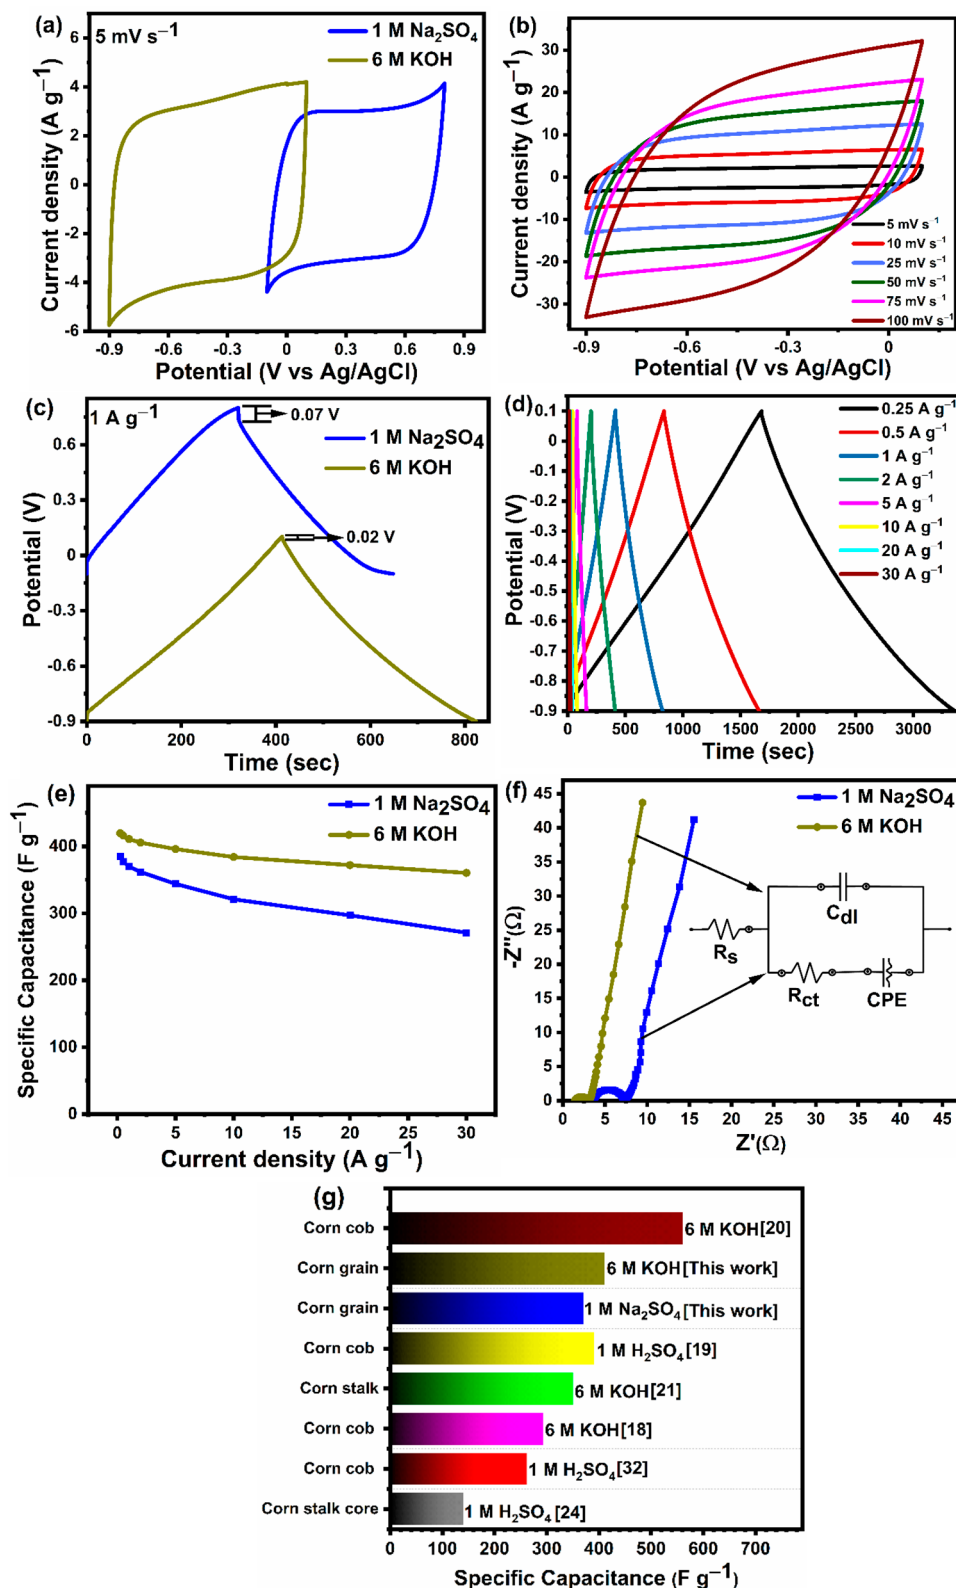 (a)
5 mV s⁻¹
1 M Na₂SO₄
6 M KOH
Current density (A g⁻¹)
6
4
2
0
-2
-4
-6
-0.9 -0.6 -0.3 0 0.3 0.6 0.9
Potential (V vs Ag/AgCl)
(b)
Current density (A g⁻¹)
30
20
10
0
-10
-20
-30
5 mV s⁻¹
10 mV s⁻¹
25 mV s⁻¹
50 mV s⁻¹
75 mV s⁻¹
100 mV s⁻¹
-0.9 -0.6 -0.3 0
Potential (V vs Ag/AgCl)
(c)
1 A g⁻¹
0.07 V
1 M Na₂SO₄
6 M KOH
0.02 V
Potential (V)
0.6
0.3
0
-0.3
-0.6
-0.9
0 200 400 600 800
Time (sec)
(d)
Potential (V)
0.1
0
-0.1
-0.2
-0.3
-0.4
-0.5
-0.6
-0.7
-0.8
-0.9
0.25 A g⁻¹
0.5 A g⁻¹
1 A g⁻¹
2 A g⁻¹
5 A g⁻¹
10 A g⁻¹
20 A g⁻¹
30 A g⁻¹
0 500 1000 1500 2000 2500 3000
Time (sec)
(e)
1 M Na₂SO₄
6 M KOH
Specific Capacitance (F g⁻¹)
400
300
200
100
0
0 5 10 15 20 25 30
Current density (A g⁻¹)
(f)
1 M Na₂SO₄
6 M KOH
-Z''(Ω)
45
40
35
30
25
20
15
10
5
0
Cdl
Rs
Rct
CPE
0 5 10 15 20 25 30 35 40 45
Z'(Ω)
(g)
Corn cob 6 M KOH[20]
Corn grain 6 M KOH[This work]
Corn grain 1 M Na₂SO₄[This work]
Corn cob 1 M H₂SO₄[19]
Corn stalk 6 M KOH[21]
Corn cob 6 M KOH[18]
Corn cob 1 M H₂SO₄[32]
Corn stalk core 1 M H₂SO₄[24]
0 100 200 300 400 500 600 700
Specific Capacitance (F g⁻¹)